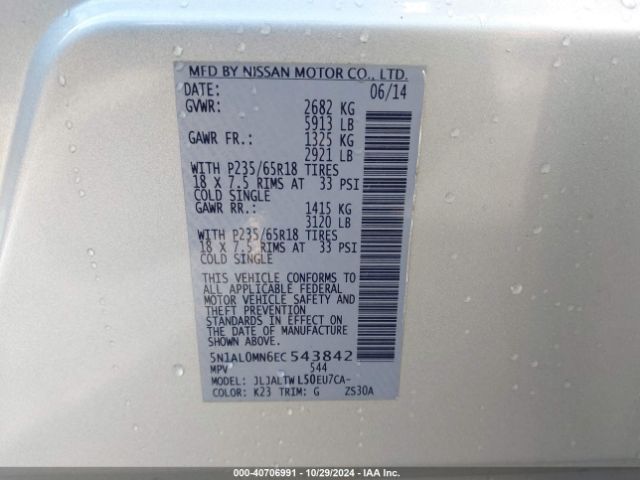 MFD BY NISSAN MOTOR CO., LTD.
DATE: 06/14
GVWR: 2682 KG
5913 LB
GAWR FR.: 1325 KG
2921 LB
WITH P235/65R18 TIRES
18 X 7.5 RIMS AT 33 PSI
COLD SINGLE
GAWR RR.: 1415 KG
3120 LB
WITH P235/65R18 TIRES
18 X 7.5 RIMS AT 33 PSI
COLD SINGLE
THIS VEHICLE CONFORMS TO
ALL APPLICABLE FEDERAL
MOTOR VEHICLE SAFETY AND
THEFT PREVENTION
STANDARDS IN EFFECT ON
THE DATE OF MANUFACTURE
SHOWN ABOVE.
5N1AL0MN6EC543842
MPV 544
MODEL: JLJALTWL50EU7CA-
COLOR: K23 TRIM: G ZS30A
000-40706991 - 10/29/2024 - IAA Inc.